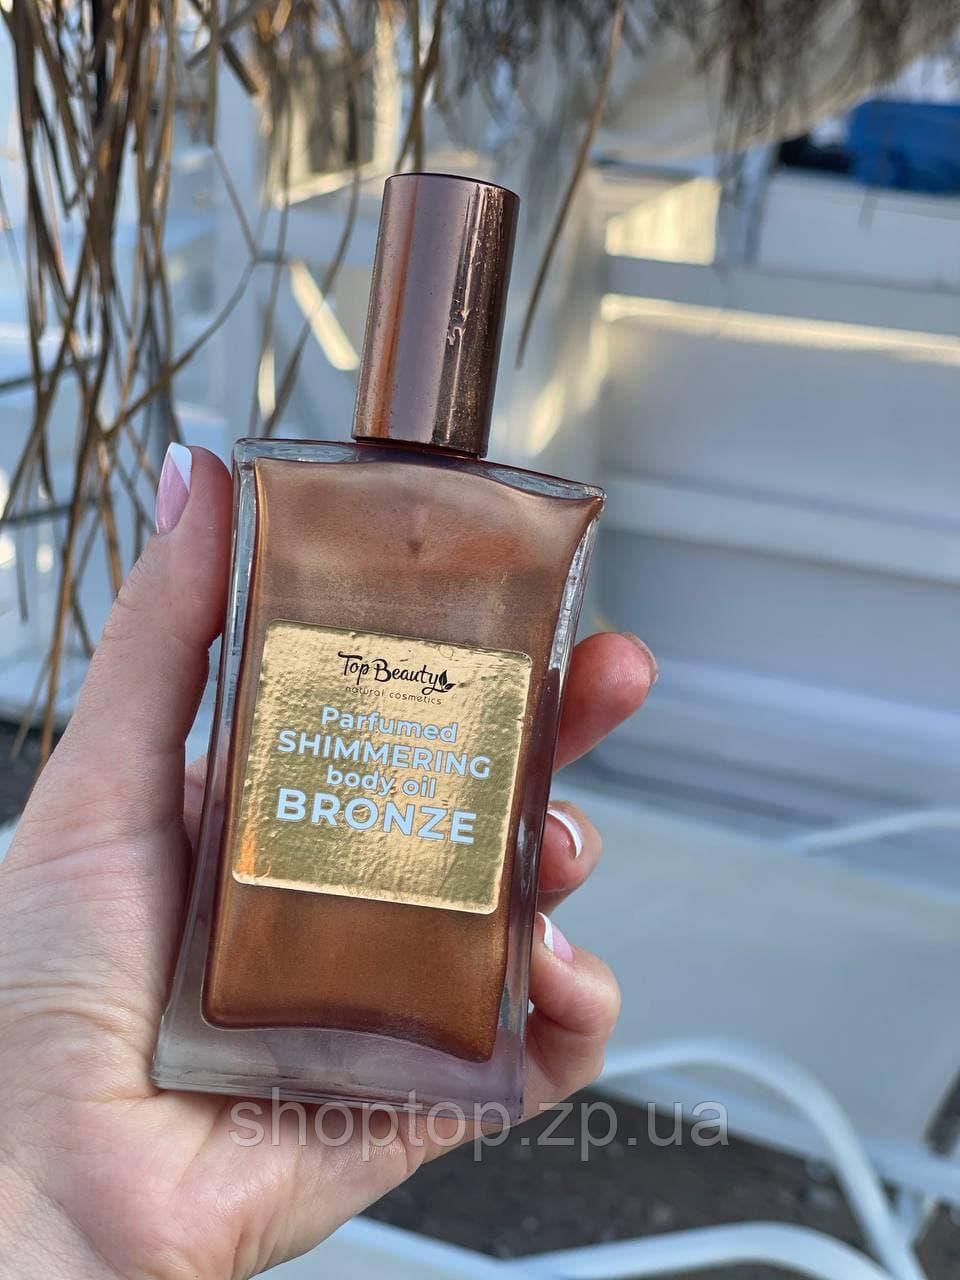 Top Beauty
natural cosmetics
Parfumed
SHIMMERING
body oil
BRONZE
shoptop.zp.ua